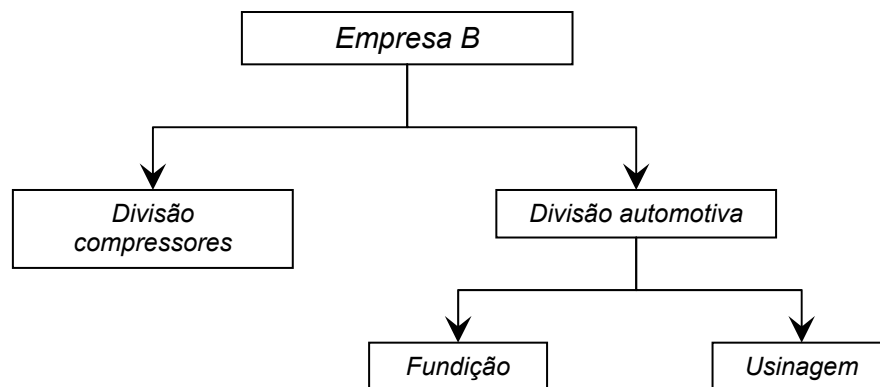 Empresa B
Divisão
compressores
Divisão automotiva
Fundição
Usinagem